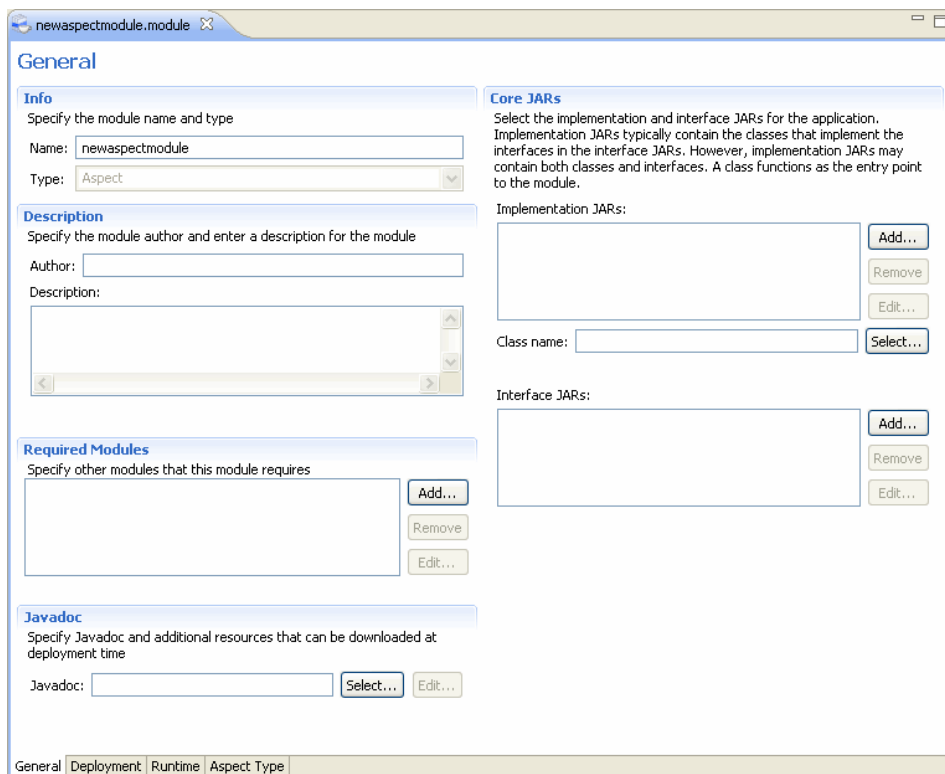 newaspectmodule.module
General
Info
Specify the module name and type
Name: newaspectmodule
Type: Aspect
Description
Specify the module author and enter a description for the module
Author:
Description:
Required Modules
Specify other modules that this module requires
Add...
Remove
Edit...
Javadoc
Specify Javadoc and additional resources that can be downloaded at
deployment time
Javadoc: Select... Edit...
Core JARs
Select the implementation and interface JARs for the application.
Implementation JARs typically contain the classes that implement the
interfaces in the interface JARs. However, implementation JARs may
contain both classes and interfaces. A class functions as the entry point
to the module.
Implementation JARs:
Add...
Remove
Edit...
Class name: Select...
Interface JARs:
Add...
Remove
Edit...
General Deployment Runtime Aspect Type